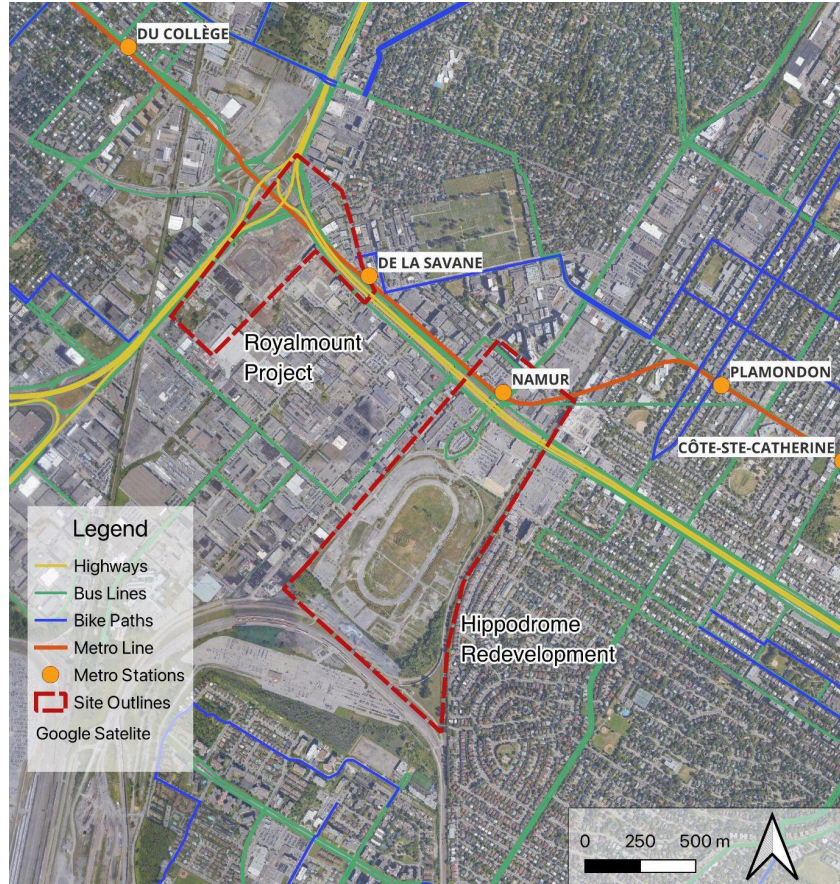 DU COLLÈGE
DE LA SAVANE
Royalmount
Project
NAMUR
PLAMONDON
CÔTE-STE-CATHERINE
Legend
Highways
Bus Lines
Bike Paths
Metro Line
Metro Stations
Site Outlines
Google Satelite
Hippodrome
Redevelopment
0 250 500 m